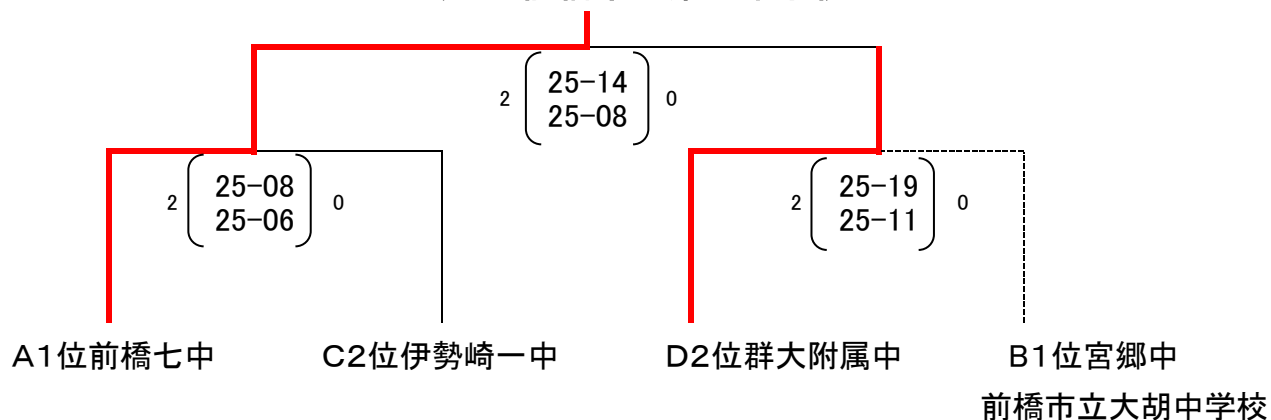 2 25-14 0
25-08
2 25-08 0
25-06
2 25-19 0
25-11
A1位前橋七中
C2位伊勢崎一中
D2位群大附属中
B1位宮郷中
前橋市立大胡中学校